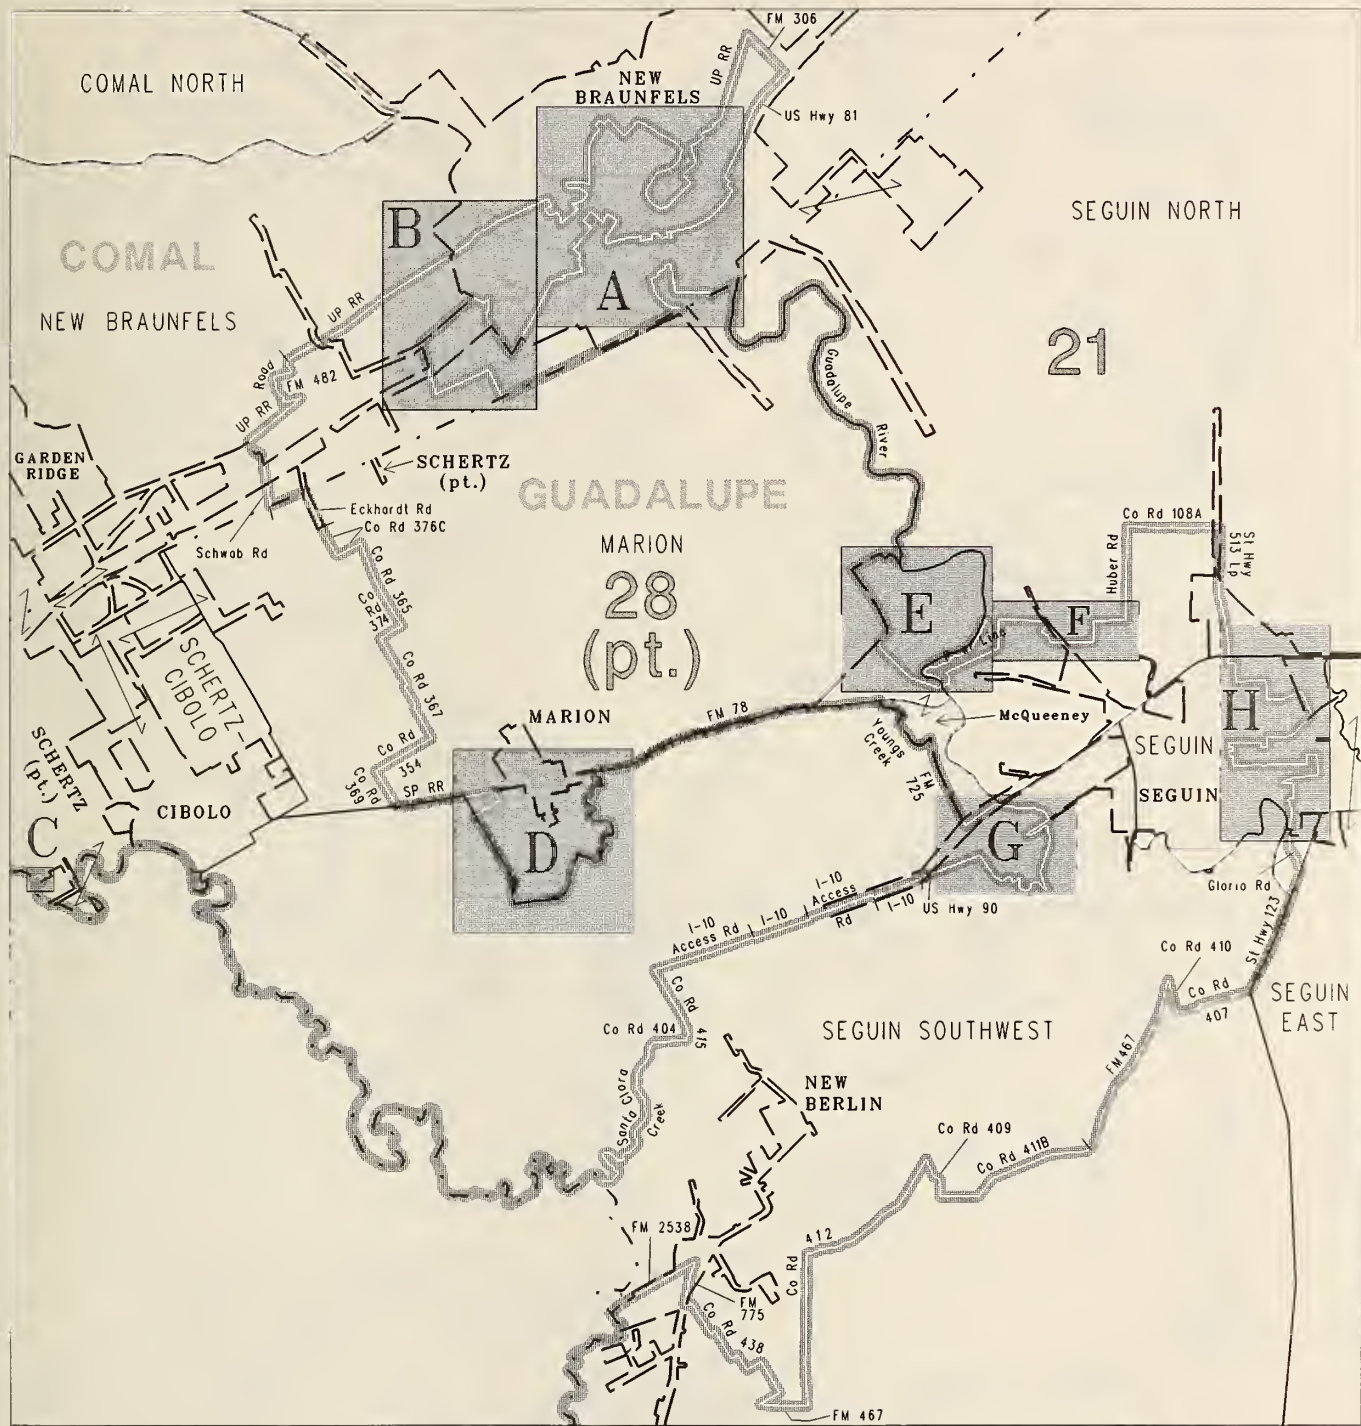 FM 306
COMAL NORTH
NEW
BRAUNFELS
UP RR
US Hwy 81
SEGUIN NORTH
B
COMAL
A
NEW BRAUNFELS
UP RR
21
Road
FM 482
Guadalupe
River
UP RR
GARDEN
RIDGE
SCHERTZ
(pt.)
GUADALUPE
Eckhardt Rd
Co Rd 376C
Schwab Rd
MARION
Co Rd 108A
St Hwy
513 Lp
Huber Rd
Co Rd 365
Co Rd
374
28
(pt.)
E
F
Line
SCHERTZ-
CIBOLO
Co Rd 367
H
MARION
FM 78
McQueeney
SCHERTZ
(pt.)
Co Rd
354
Youngs
Creek
SEGUIN
FM
725
Co Rd
369
SP RR
SEGUIN
CIBOLO
C
D
G
I-10
Access
Rd
I-10
I-10
I-10
Access Rd
US Hwy 90
Glorio Rd
St Hwy 123
Co Rd 410
Co Rd
407
SEGUIN
EAST
Co Rd
415
Co Rd 404
SEGUIN SOUTHWEST
FM 467
NEW
BERLIN
Santa Clara
Creek
Co Rd 409
Co Rd 411B
FM 2538
412
Co Rd
FM
775
Co Rd 438
FM 467